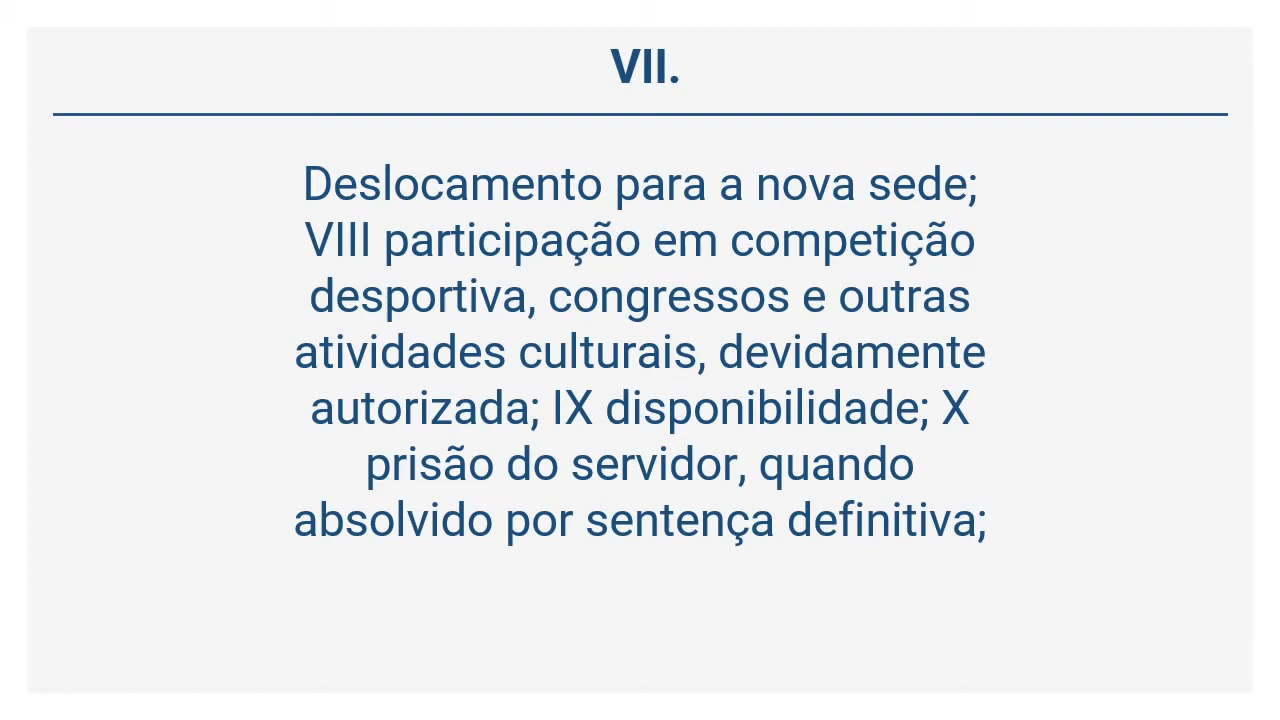 VII.
Deslocamento para a nova sede;
VIII participação em competição
desportiva, congressos e outras
atividades culturais, devidamente
autorizada; IX disponibilidade; X
prisão do servidor, quando
absolvido por sentença definitiva;